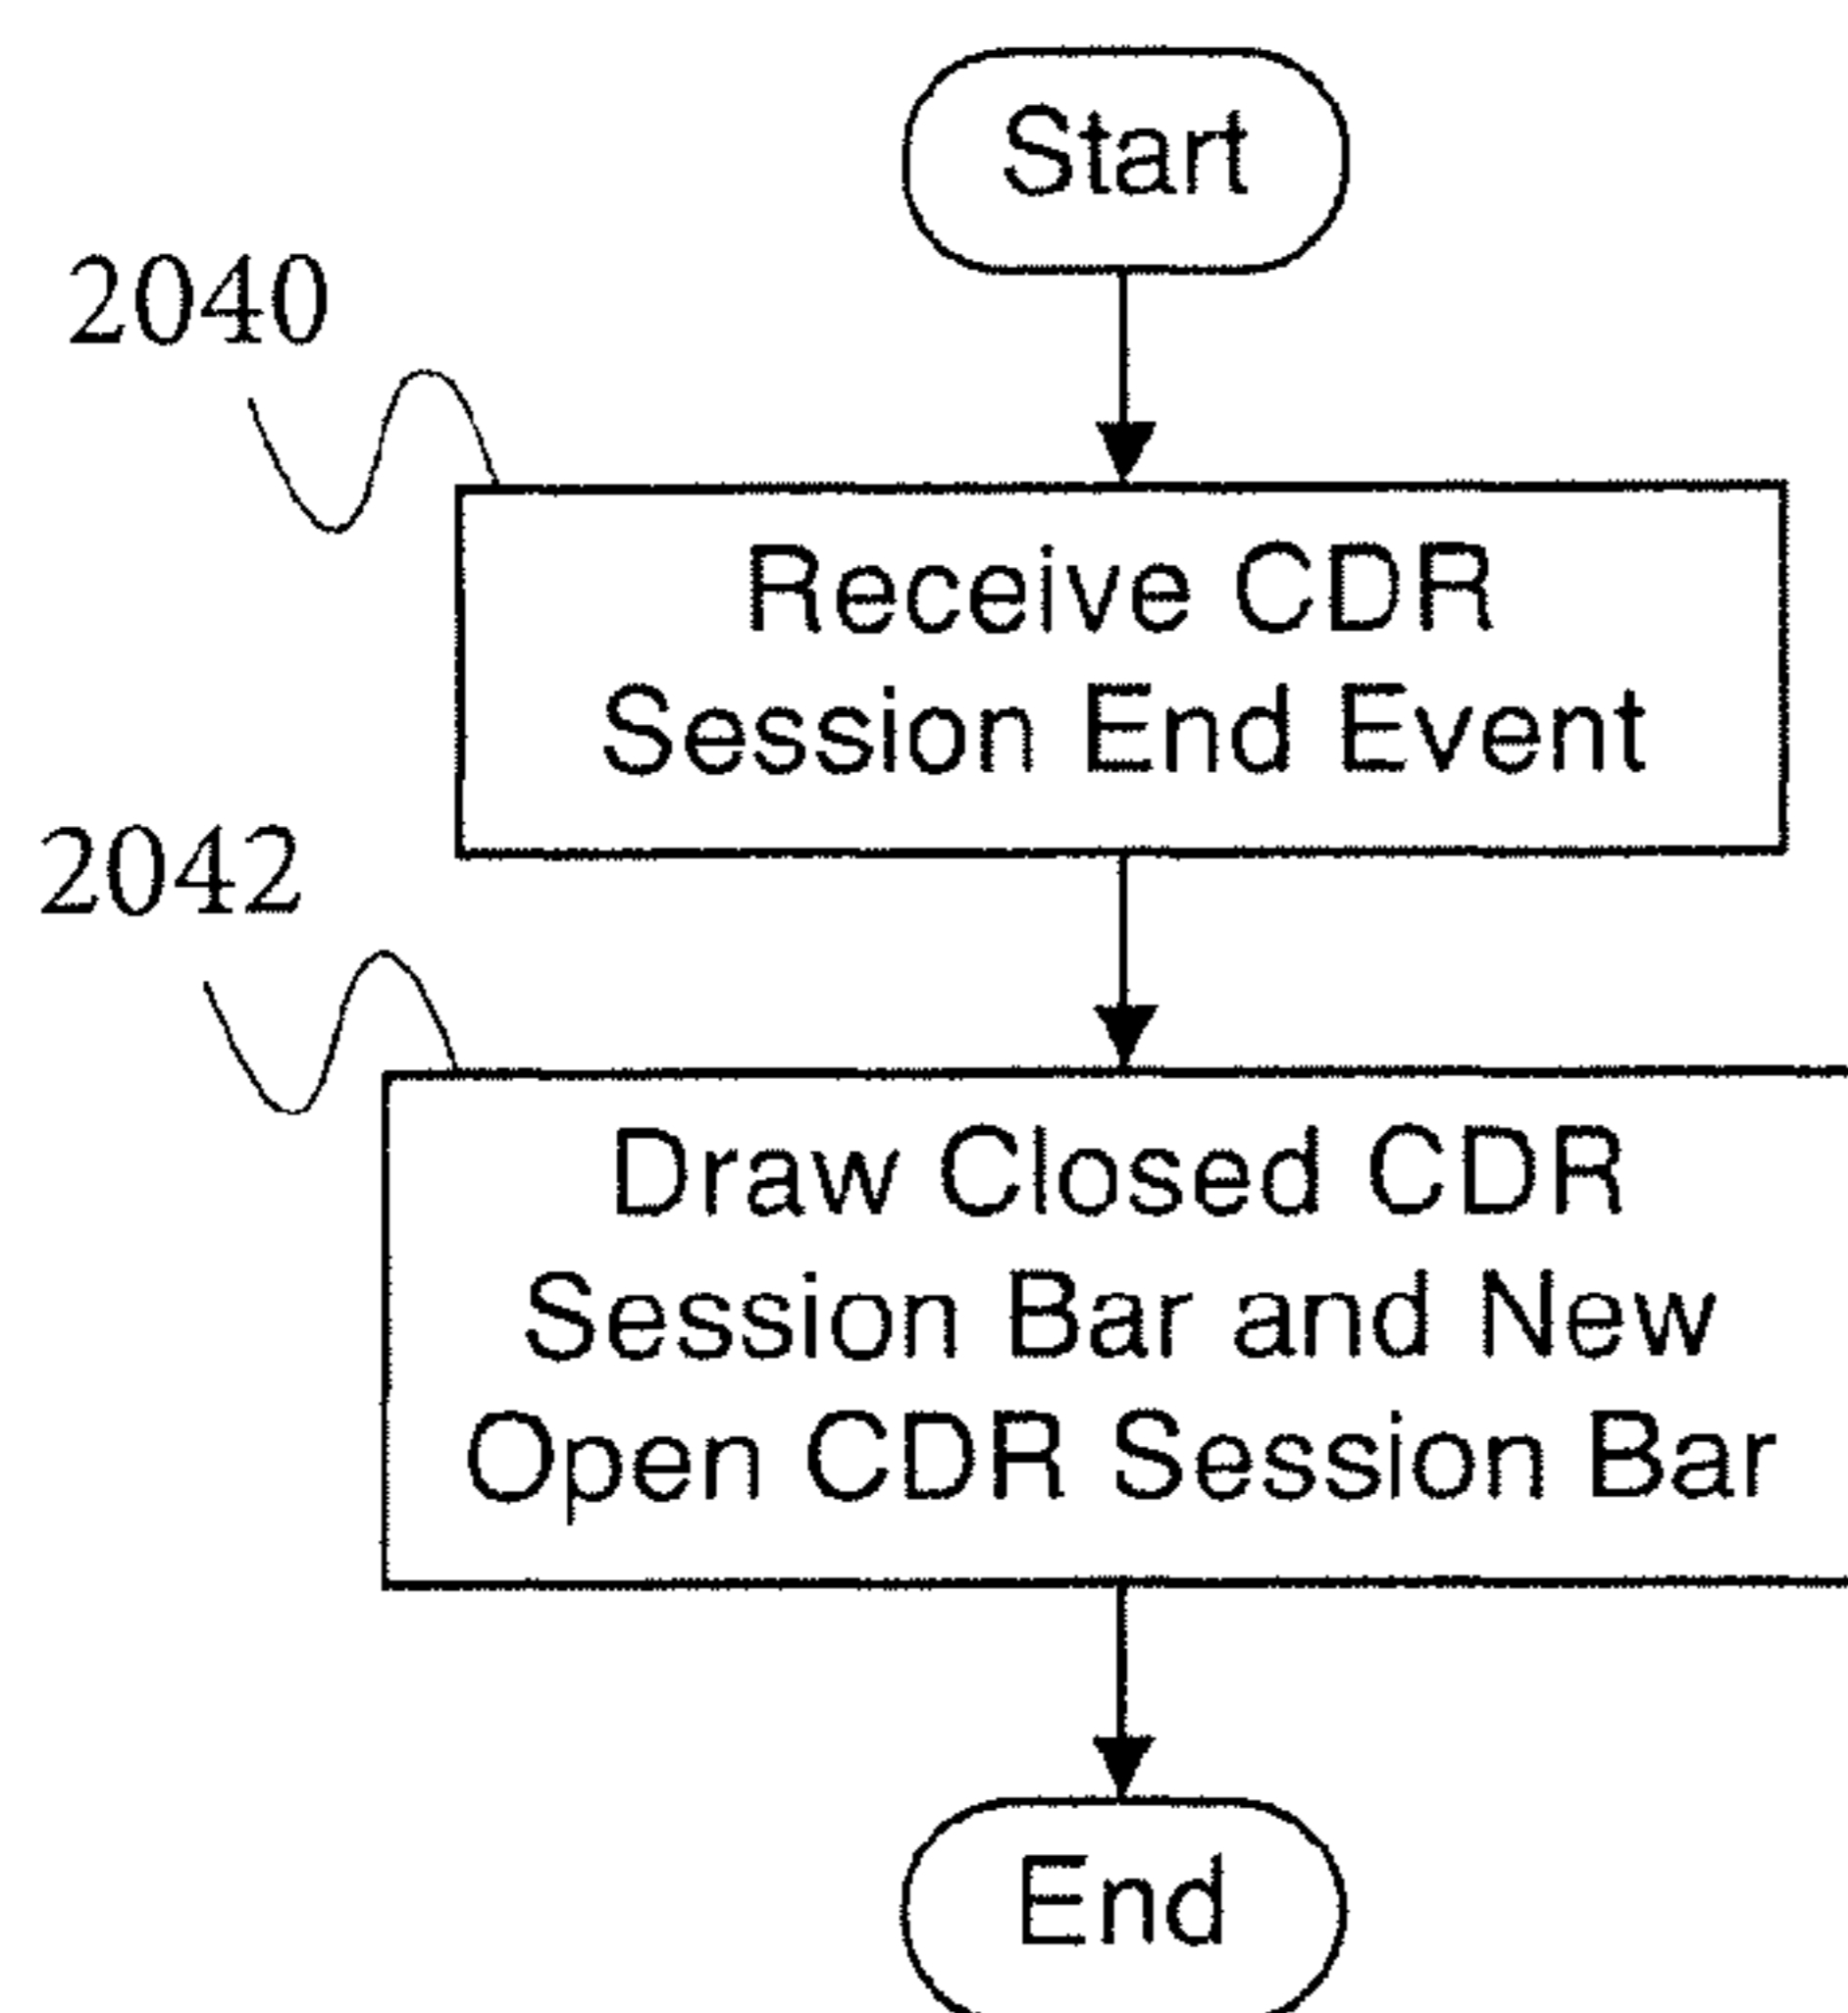 Start
2040
Receive CDR
Session End Event
2042
Draw Closed CDR
Session Bar and New
Open CDR Session Bar
End